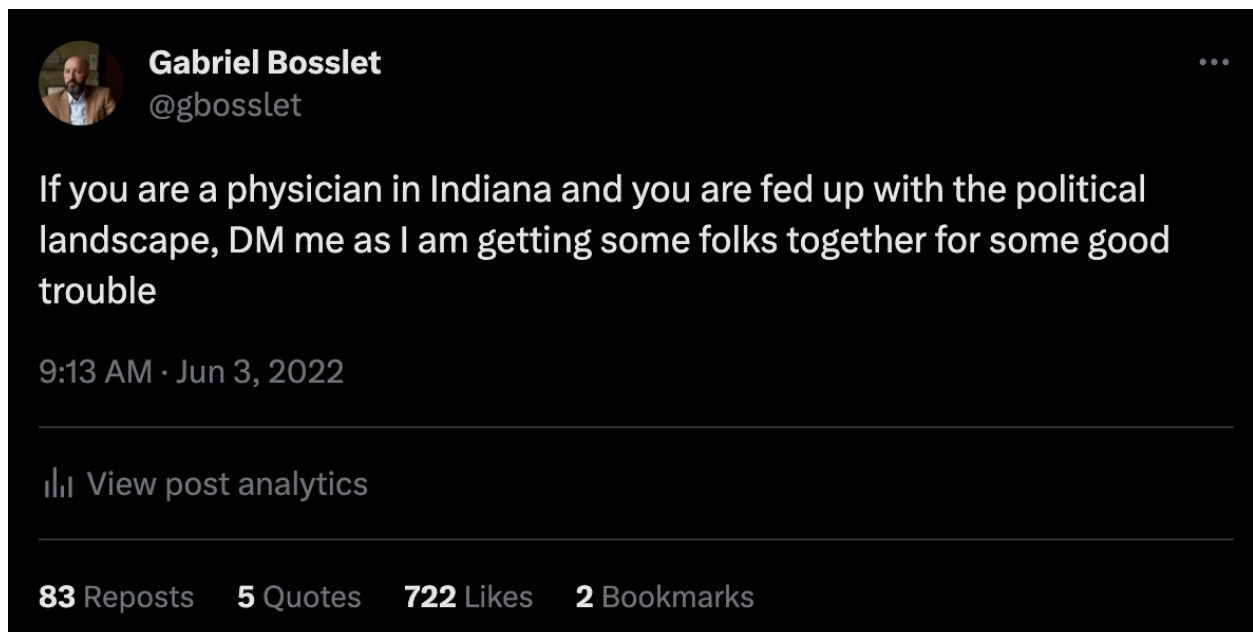 Gabriel Bosslet
@gbosslet
If you are a physician in Indiana and you are fed up with the political
landscape, DM me as I am getting some folks together for some good
trouble
9:13 AM · Jun 3, 2022
View post analytics
83 Reposts 5 Quotes 722 Likes 2 Bookmarks